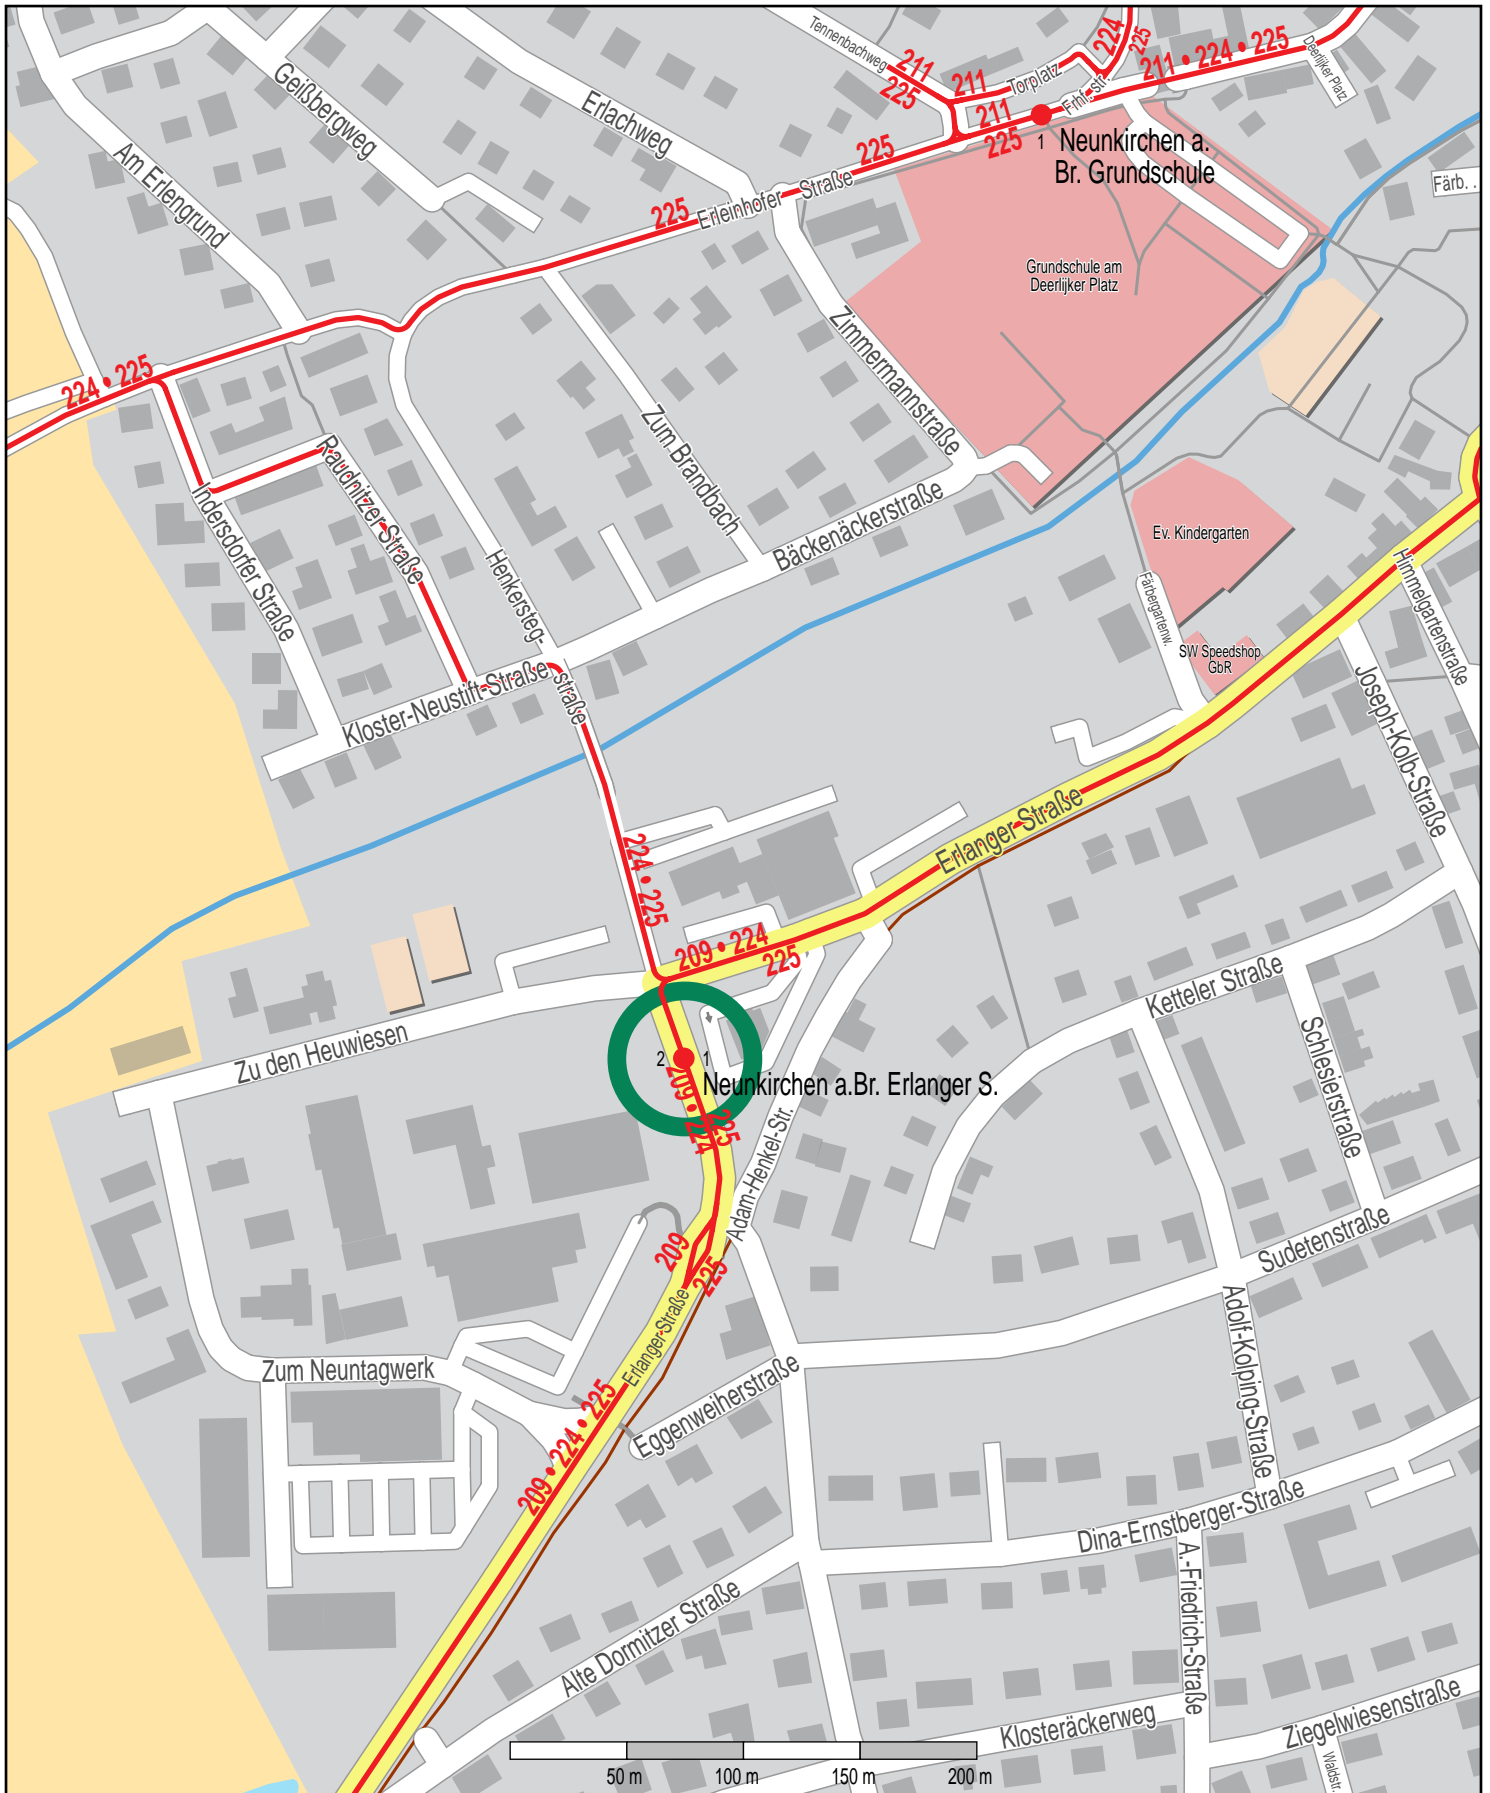 Tennenbachweg
211
225
211
Torplatz
224
225
211 • 224 • 225
Deerlijker Platz
Frhf.str.
211
225
1
Neunkirchen a.
Br. Grundschule
Geißbergweg
Erlachweg
Am Erlengrund
225
225
Erleinhofer Straße
Färb. .
Grundschule am
Deerlijker Platz
Zimmermannstraße
224 • 225
Zum Brandbach
Raudnitzer Straße
Indersdorfer Straße
Henkersteg-
straße
Bäckenäckerstraße
Ev. Kindergarten
Färbergartenw.
Himmelgartenstraße
SW Speedshop
GbR
Joseph-Kolb-Straße
Kloster-Neustift-Straße
Erlanger Straße
224 • 225
209 • 224
225
Ketteler Straße
Schlesierstraße
Zu den Heuwiesen
2
1
Neunkirchen a.Br. Erlanger S.
209 • 224
225
Adam-Henkel-Str.
Sudetenstraße
209
225
Erlanger Straße
Adolf-Kolping-Straße
Zum Neuntagwerk
Eggenweiherstraße
209 • 224 • 225
Dina-Ernstberger-Straße
A.-Friedrich-Straße
Alte Dormitzer Straße
Klosteräckerweg
Ziegelwiesenstraße
Waldstr.
50 m
100 m
150 m
200 m